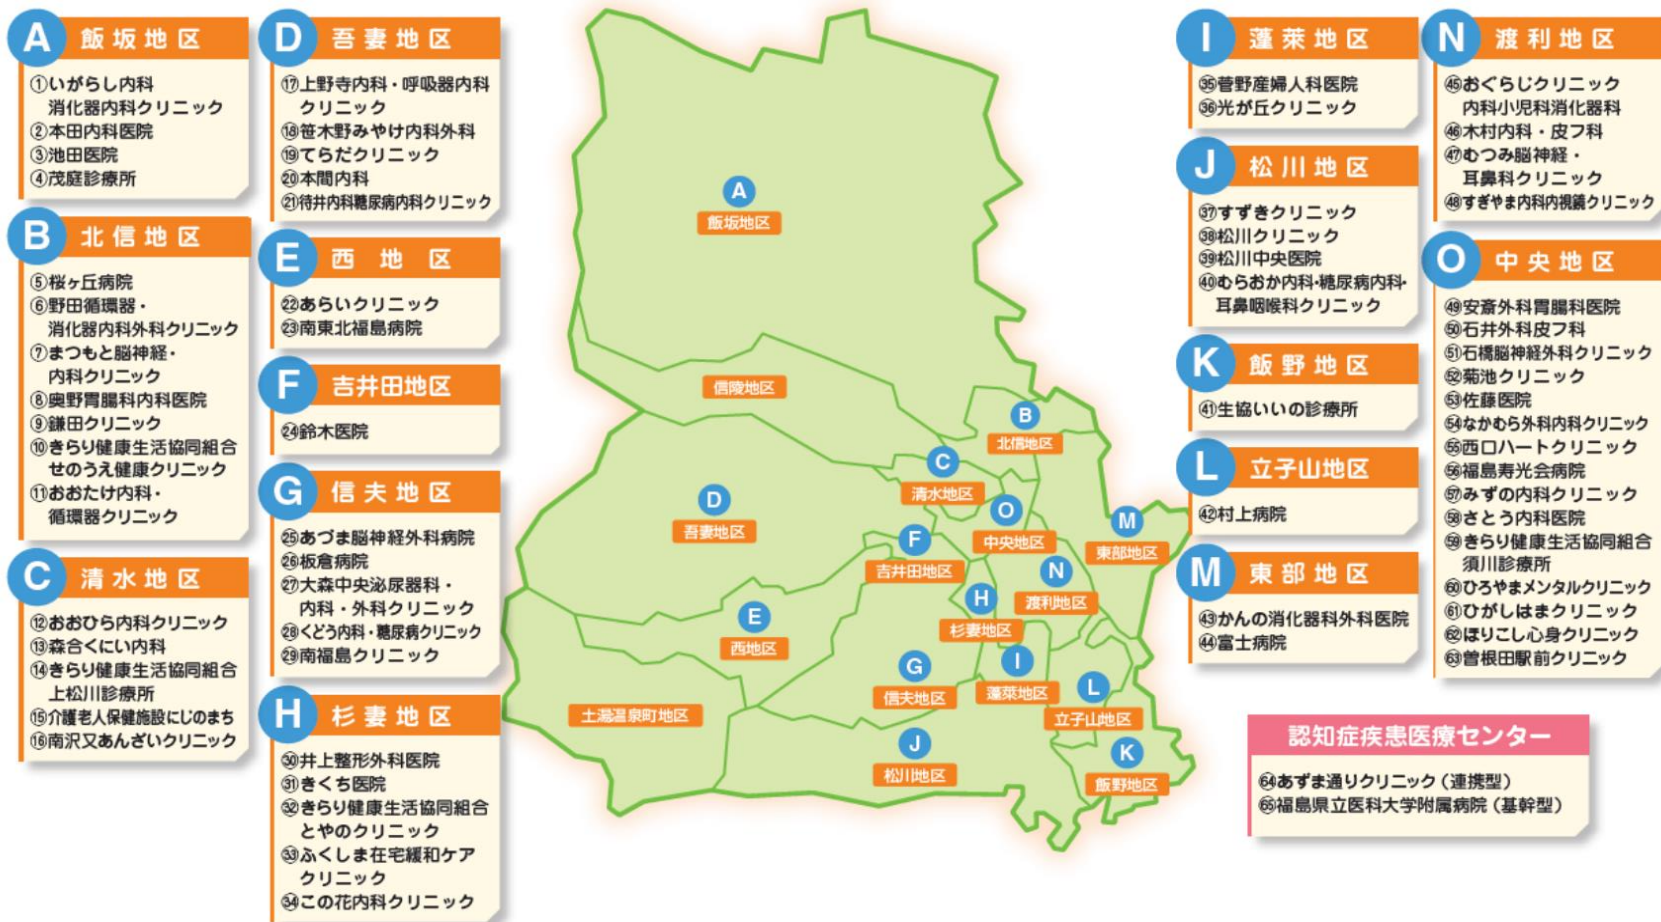 A 飯坂地区
①いがらし内科
消化器内科クリニック
②本田内科医院
③池田医院
④茂庭診療所
B 北信地区
⑤桜ヶ丘病院
⑥野田循環器・
消化器内科外科クリニック
⑦まつもと脳神経・
内科クリニック
⑧奥野胃腸科内科医院
⑨鎌田クリニック
⑩きらり健康生活協同組合
せのうえ健康クリニック
⑪おおたけ内科・
循環器クリニック
C 清水地区
⑫おおひら内科クリニック
⑬森合くにい内科
⑭きらり健康生活協同組合
上松川診療所
⑮介護老人保健施設にじのまち
⑯南沢又あんざいクリニック
D 吾妻地区
⑰上野寺内科・呼吸器内科
クリニック
⑱笹木野みやけ内科外科
⑲てらだクリニック
⑳本間内科
㉑待井内科糖尿病内科クリニック
E 西地区
㉒あらいクリニック
㉓南東北福島病院
F 吉井田地区
㉔鈴木医院
G 信夫地区
㉕あづま脳神経外科病院
㉖板倉病院
㉗大森中央泌尿器科・
内科・外科クリニック
㉘くどう内科・糖尿病クリニック
㉙南福島クリニック
H 杉妻地区
㉚井上整形外科医院
㉛きくち医院
㉜きらり健康生活協同組合
とやのクリニック
㉝ふくしま在宅緩和ケア
クリニック
㉞この花内科クリニック
A
飯坂地区
信陵地区
B
北信地区
C
清水地区
D
吾妻地区
O
中央地区
M
東部地区
F
吉井田地区
N
渡利地区
H
杉妻地区
E
西地区
G
信夫地区
I
蓬萊地区
L
立子山地区
土湯温泉町地区
J
松川地区
K
飯野地区
I 蓬萊地区
㉟菅野産婦人科医院
㊱光が丘クリニック
J 松川地区
㊲すずきクリニック
㊳松川クリニック
㊴松川中央医院
㊵むらおか内科・糖尿病内科・
耳鼻咽喉科クリニック
K 飯野地区
㊶生協いいの診療所
L 立子山地区
㊷村上病院
M 東部地区
㊸かんの消化器科外科医院
㊹富士病院
N 渡利地区
㊺おぐらじクリニック
内科小児科消化器科
㊻木村内科・皮フ科
㊼むつみ脳神経・
耳鼻科クリニック
㊽すぎやま内科内視鏡クリニック
O 中央地区
㊾安斎外科胃腸科医院
㊿石井外科皮フ科
51石橋脳神経外科クリニック
52菊池クリニック
53佐藤医院
54なかむら外科内科クリニック
55西口ハートクリニック
56福島寿光会病院
57みずの内科クリニック
58さとう内科医院
59きらり健康生活協同組合
須川診療所
60ひろやまメンタルクリニック
61ひがしはまクリニック
62ほりこし心身クリニック
63曽根田駅前クリニック
認知症疾患医療センター
64あずま通りクリニック（連携型）
65福島県立医科大学附属病院（基幹型）